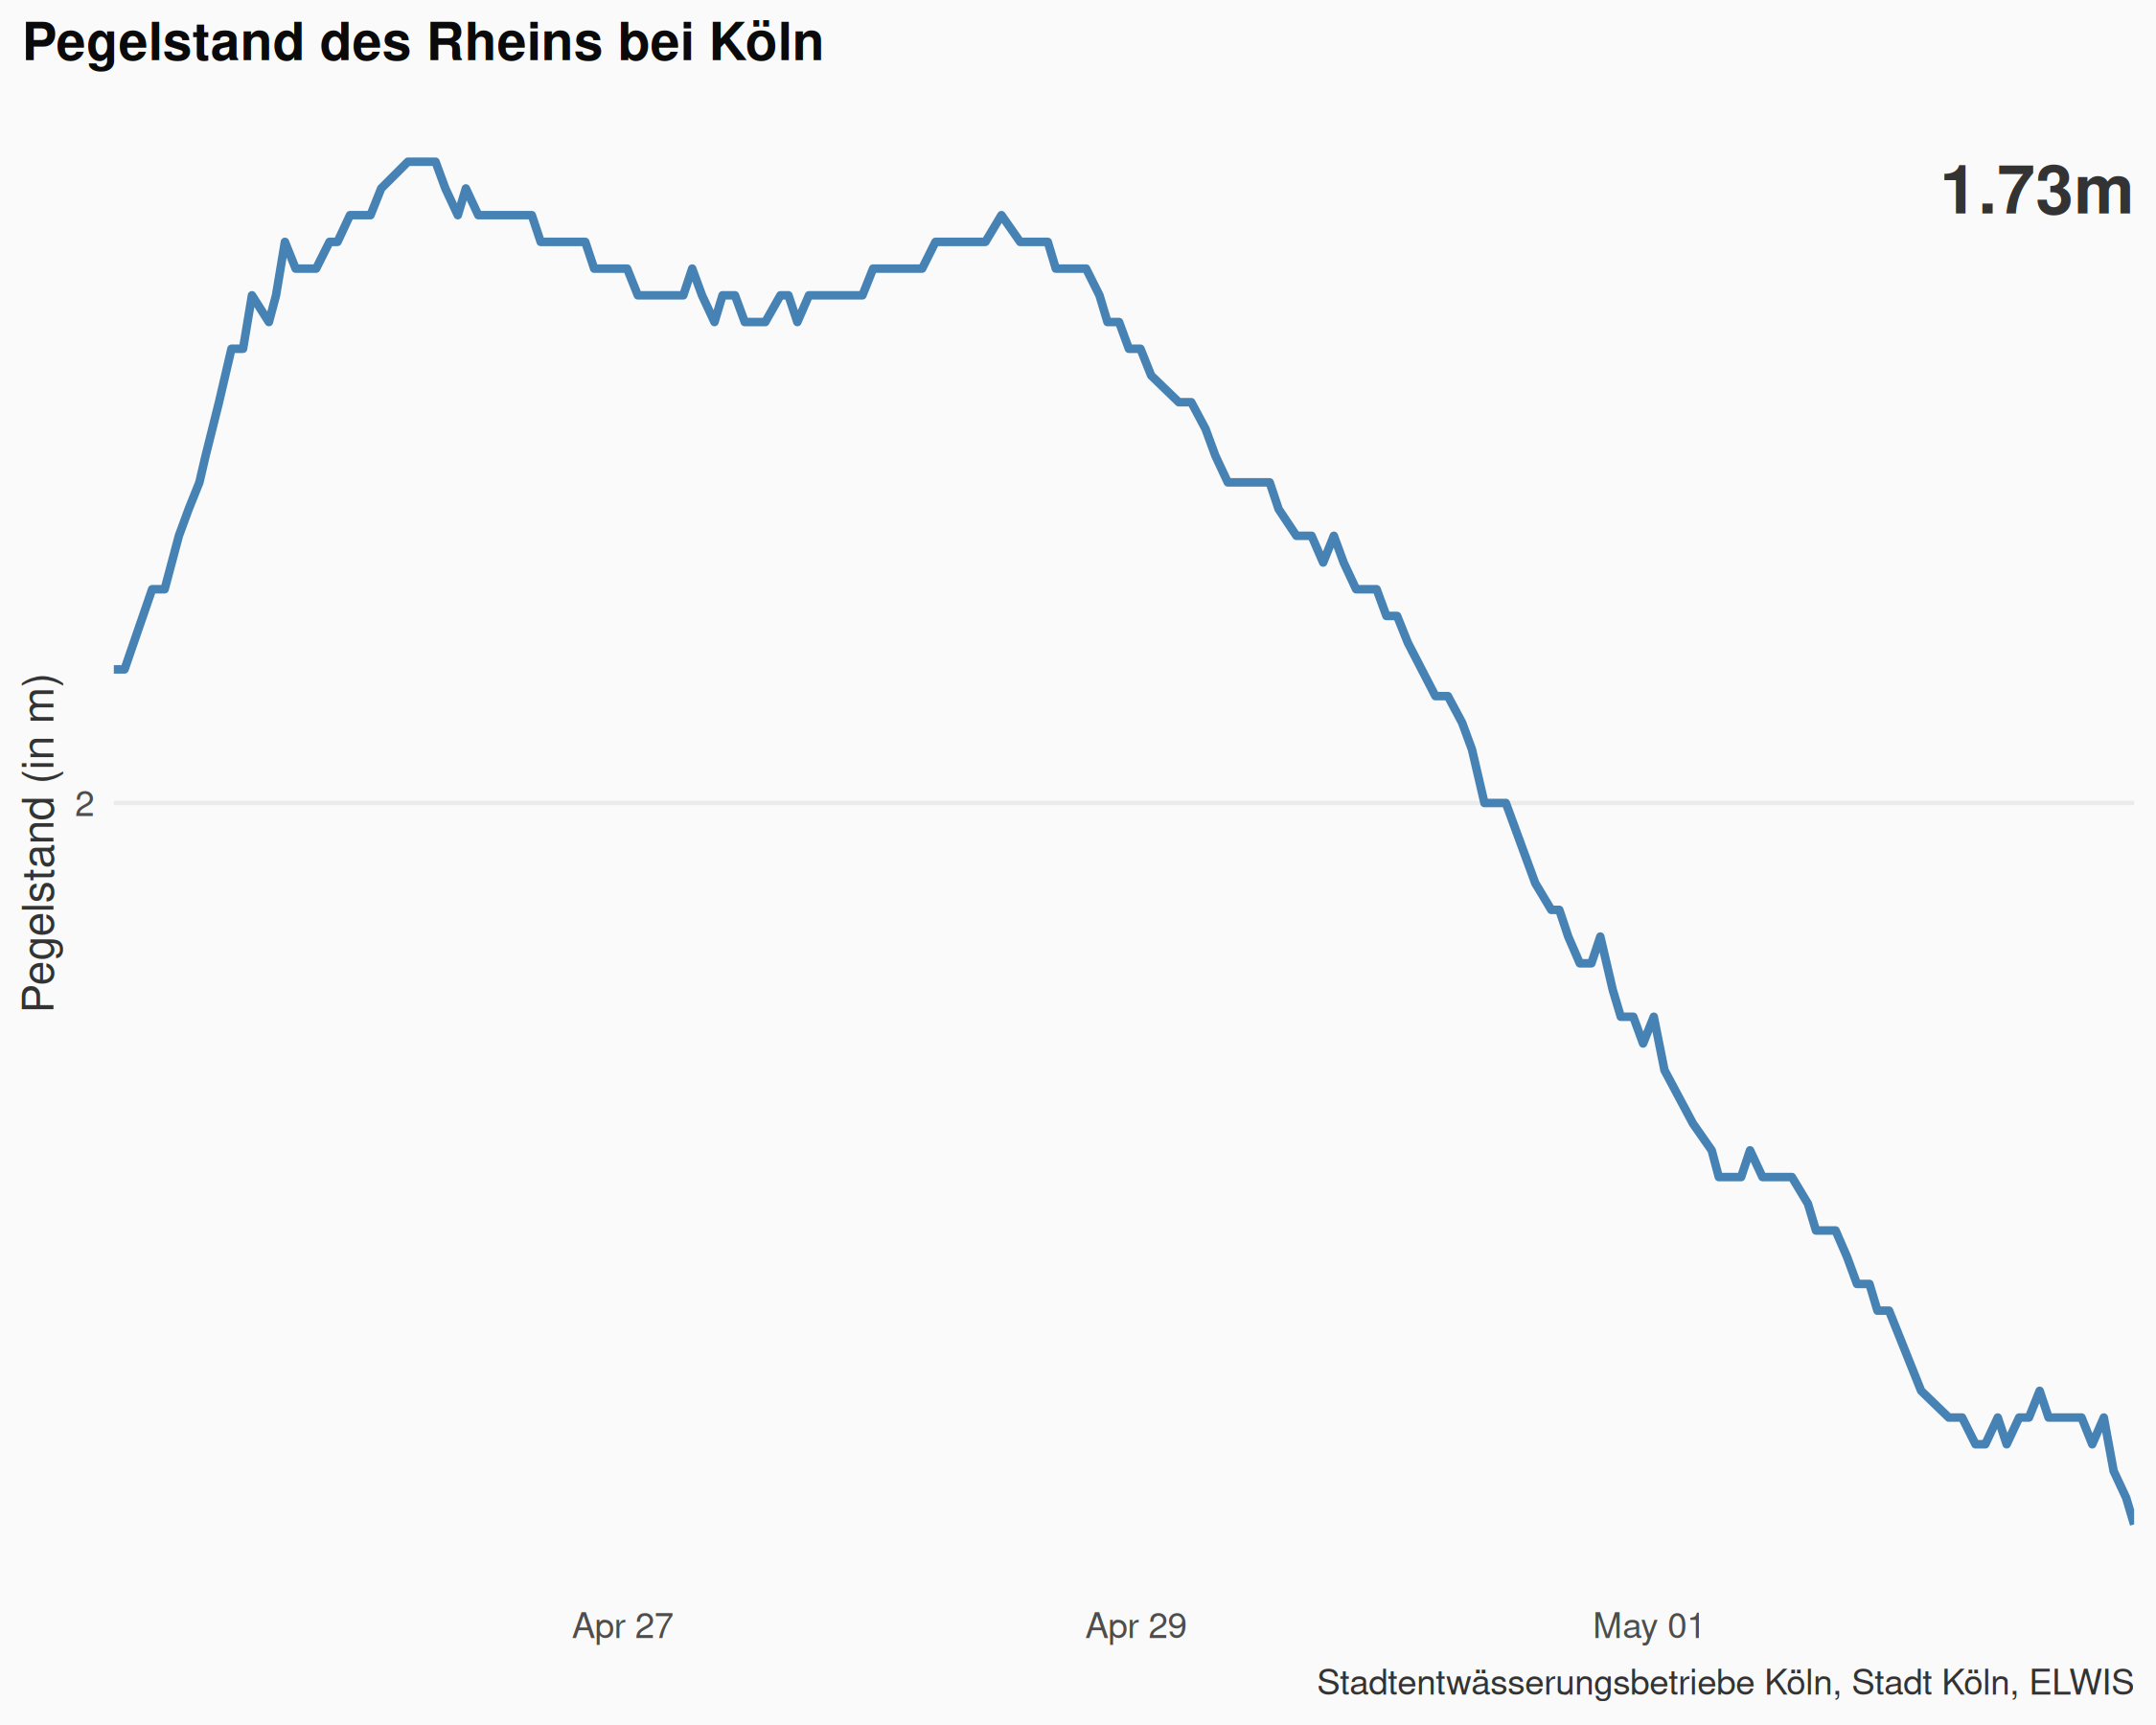 Pegelstand des Rheins bei Köln
1.73m
Pegelstand (in m)
2
Apr 27
Apr 29
May 01
Stadtentwässerungsbetriebe Köln, Stadt Köln, ELWIS